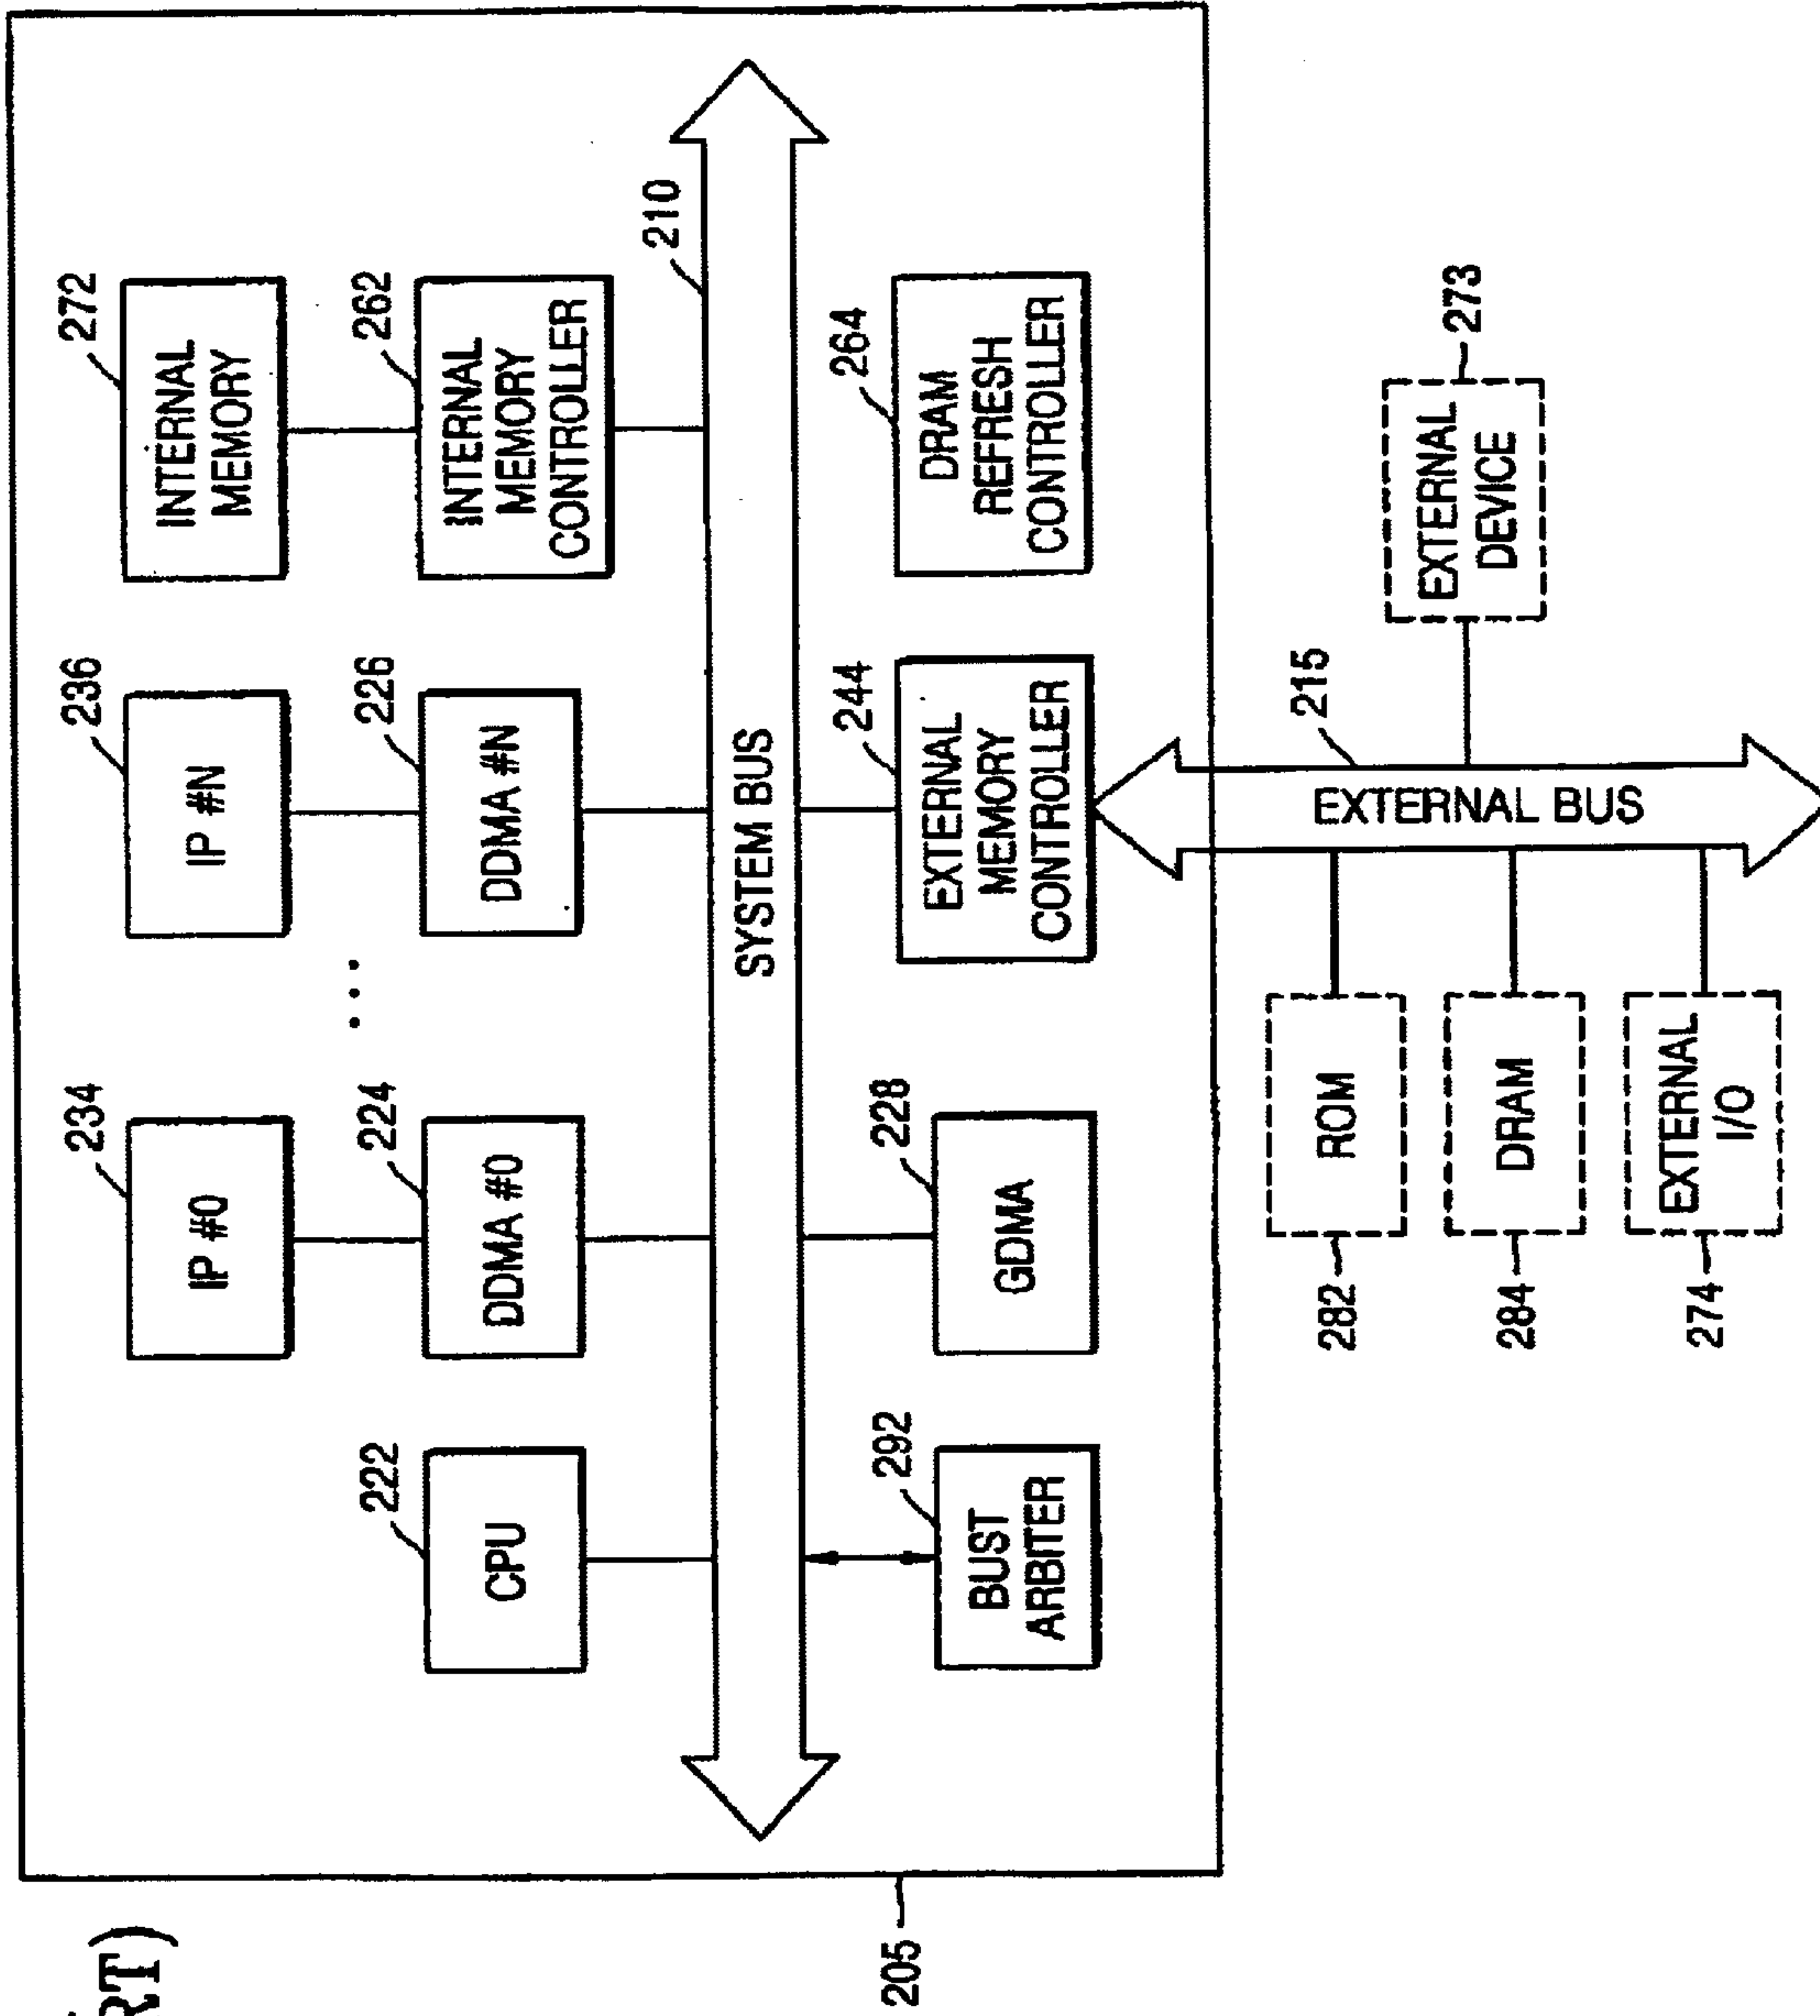 RT)
205
234
IP #0
...
236
IP #N
272
INTERNAL
MEMORY
222
CPU
224
DDMA #0
226
DDMA #N
262
INTERNAL
MEMORY
CONTROLLER
210
SYSTEM BUS
292
BUST
ARBITER
228
GDMA
244
EXTERNAL
MEMORY
CONTROLLER
264
DRAM
REFRESH
CONTROLLER
215
EXTERNAL BUS
282
ROM
284
DRAM
274
EXTERNAL
I/O
EXTERNAL
DEVICE
273